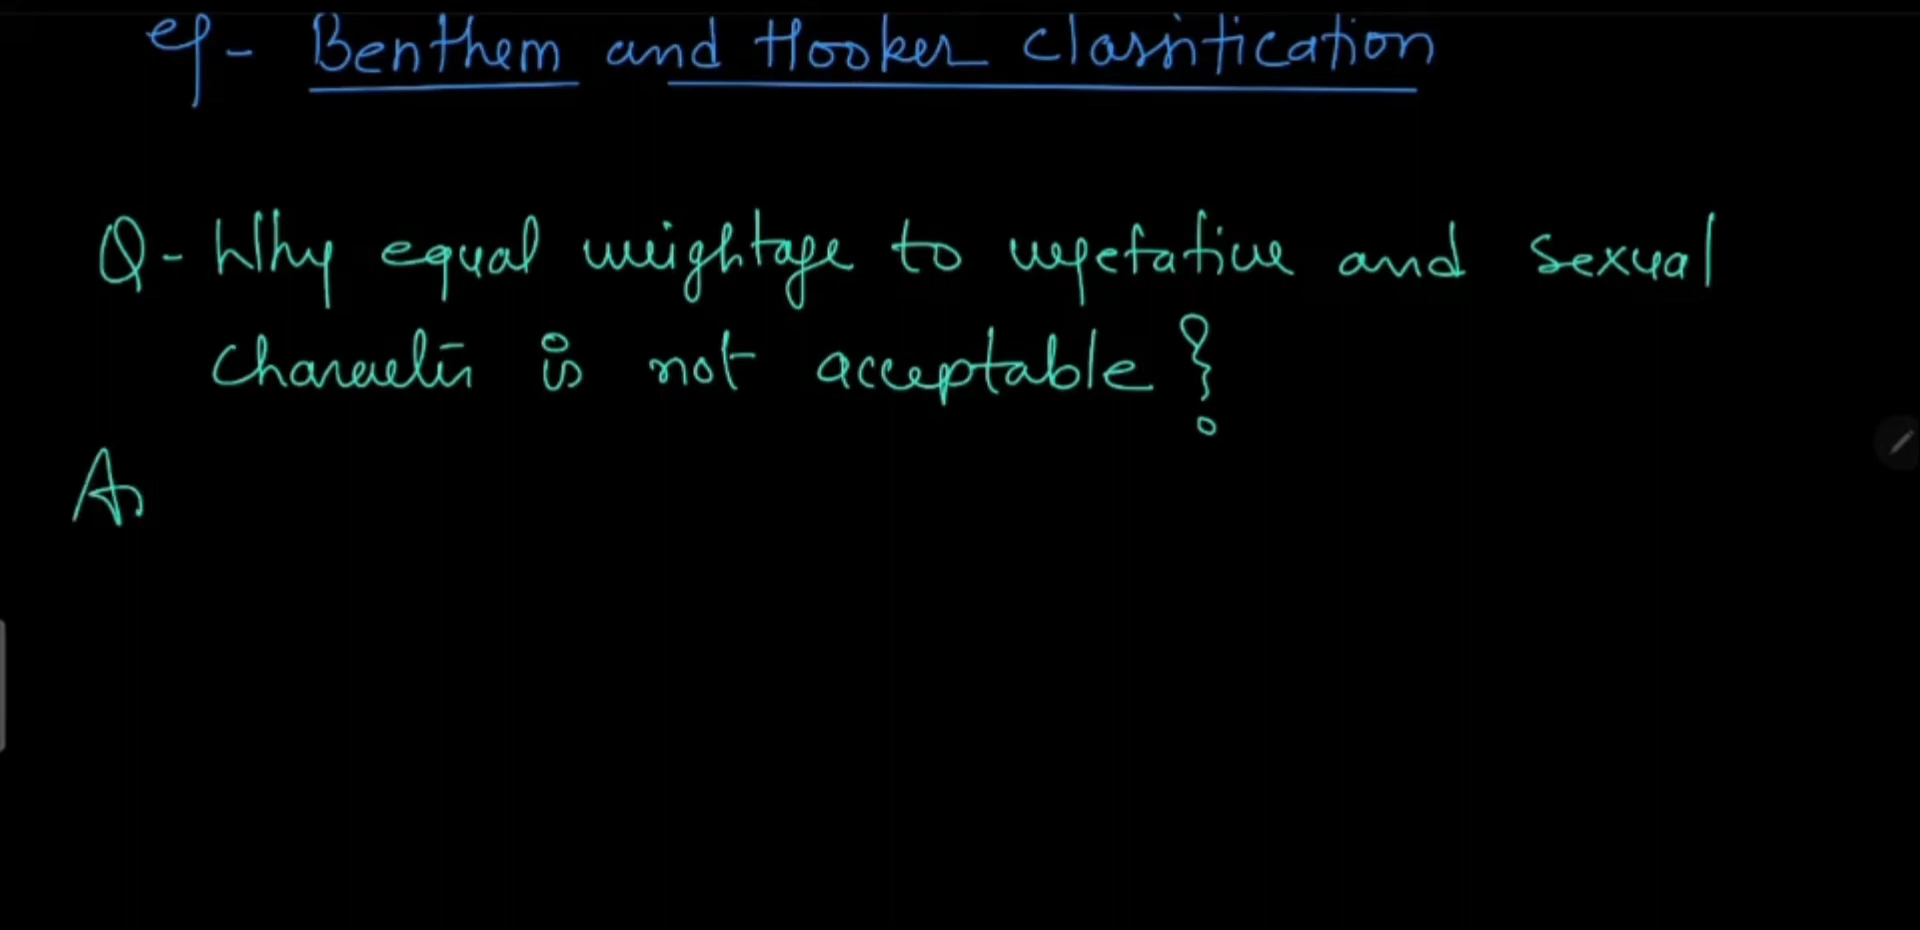 eg - Benthem and Hooker classification
Q - Why equal weightage to vegetative and sexual
character is not acceptable ?
A